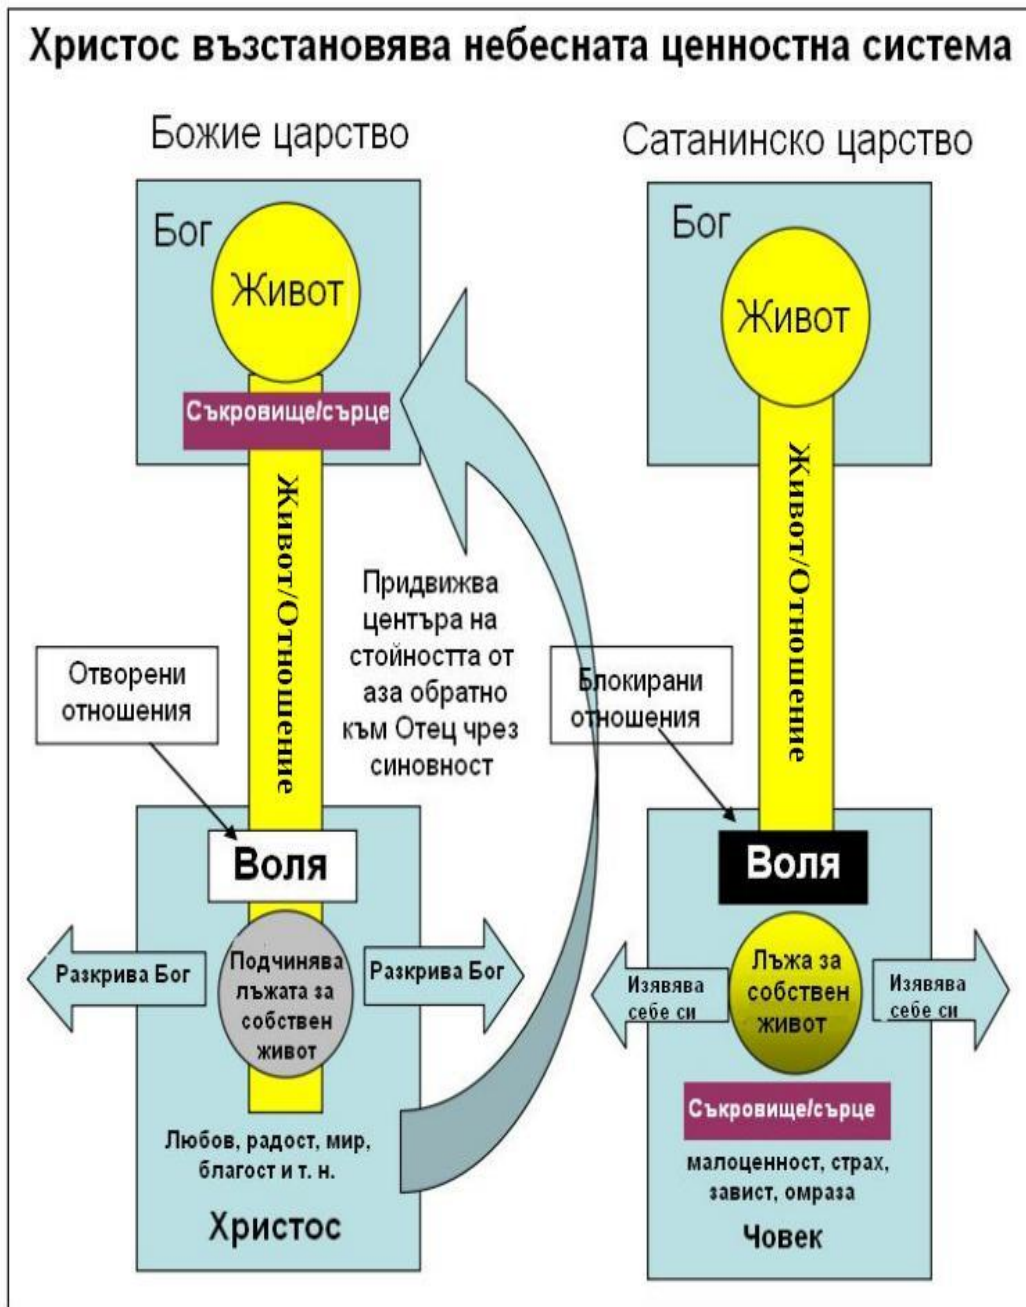 Христос възстановява небесната ценностна система
Божие царство
Бог
Живот
Съкровище/сърце
Живот/Отношение
Придвижва
центъра на
стойността от
аза обратно
към Отец чрез
синовност
Отворени
отношения
Воля
Разкрива Бог
Подчинява
лъжата за
собствен
живот
Разкрива Бог
Любов, радост, мир,
благост и т. н.
Христос
Сатанинско царство
Бог
Живот
Живот/Отношение
Блокирани
отношения
Воля
Изявява
себе си
Лъжа за
собствен
живот
Изявява
себе си
Съкровище/сърце
малоценност, страх,
завист, омраза
Човек